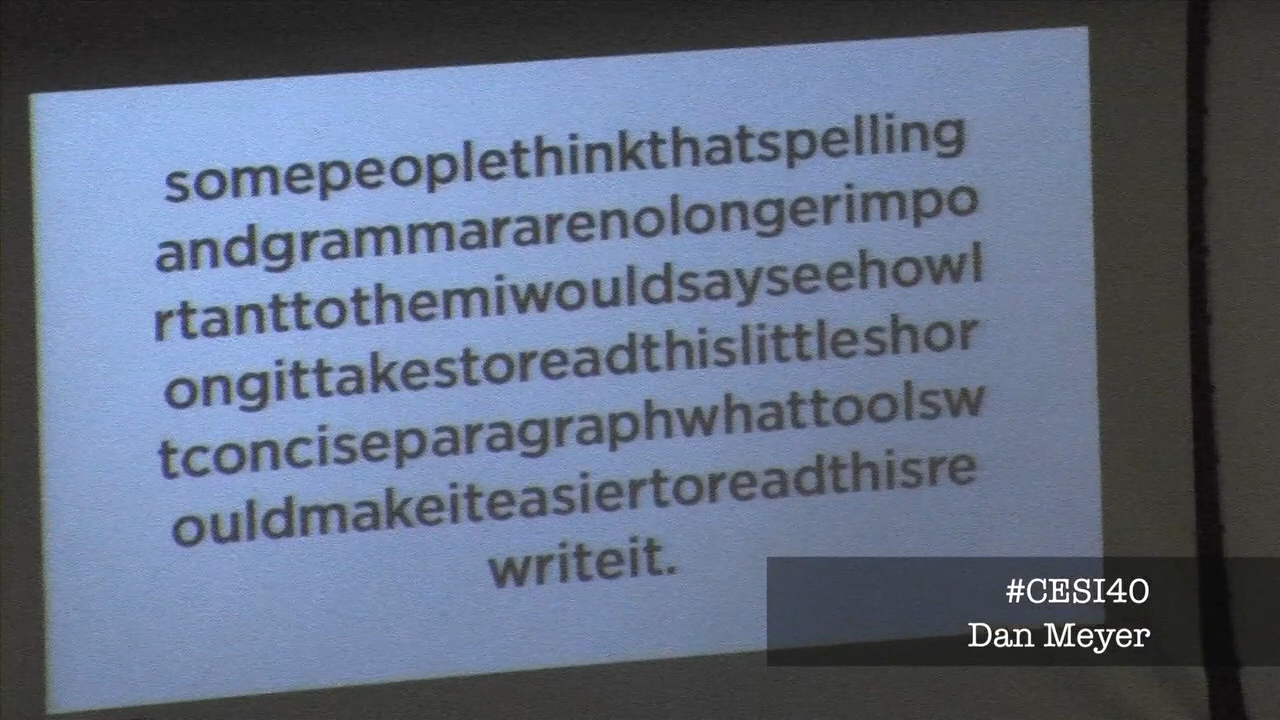 somepeoplethinkthatspelling
andgrammararenolongerimpo
rtanttothemiwouldsayseehowl
ongittakestoreadthislittleshor
tconciseparagraphwhattoolsw
ouldmakeiteasiertoreadthisre
writeit.
#CESI40
Dan Meyer